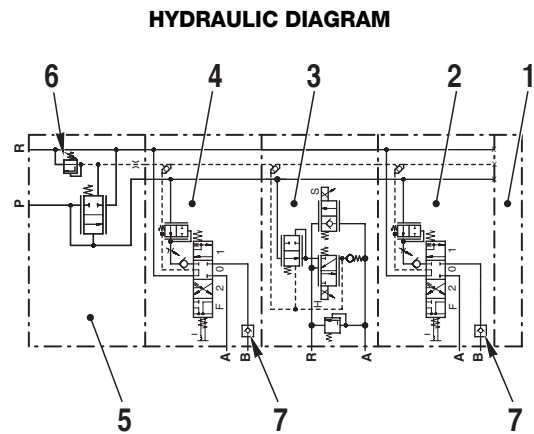 HYDRAULIC DIAGRAM
6 4 3 2 1
R
P
S
H
1 0 2 F
1 0 2 F
I
I
A B R A A B
5 7 7